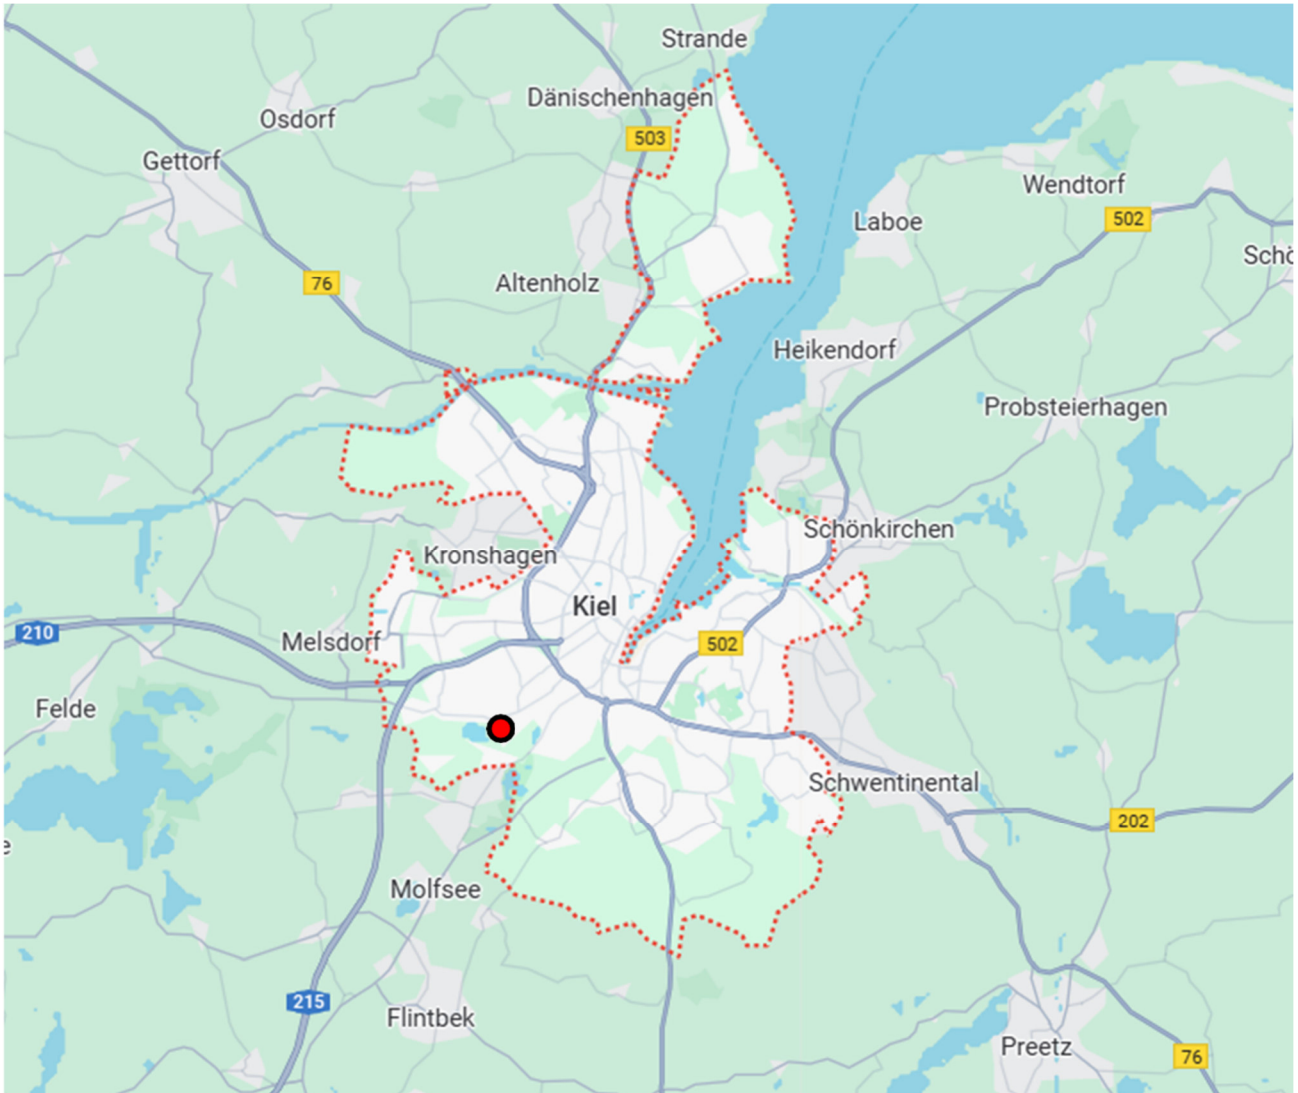 Strande
Dänischenhagen
Osdorf
503
Gettorf
Wendtorf
502
Laboe
Schö
76
Altenholz
Heikendorf
Probsteierhagen
Schönkirchen
Kronshagen
Kiel
210
Melsdorf
502
Felde
Schwentinental
202
e
Molfsee
215
Flintbek
Preetz
76